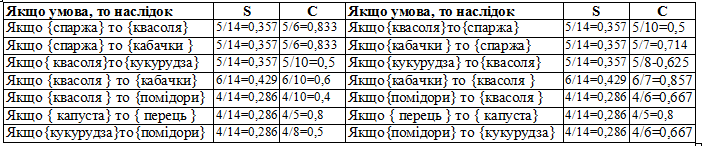 Якщо умова, то наслідок S C Якщо умова, то наслідок S C
Якщо {спаржа} то {квасоля} 5/14=0,357 5/6=0,833 Якщо{квасоля}то{спаржа} 5/14=0,357 5/10=0,5
Якщо {спаржа} то {кабачки } 5/14=0,357 5/6=0,833 Якщо{кабачки } то {спаржа} 5/14=0,357 5/7=0,714
Якщо{ квасоля}то{кукурудза} 5/14=0,357 5/10=0,5 Якщо{кукурудза} то {квасоля} 5/14=0,357 5/8-0,625
Якщо {квасоля } то {кабачки} 6/14=0,429 6/10=0,6 Якщо{кабачки} то {квасоля } 6/14=0,429 6/7=0,857
Якщо {квасоля } то {помідори} 4/14=0,286 4/10=0,4 Якщо{помідори} то {квасоля } 4/14=0,286 4/6=0,667
Якщо { капуста} то { перець } 4/14=0,286 4/5=0,8 Якщо { перець } то { капуста} 4/14=0,286 4/5=0,8
Якщо{кукурудза}то{помідори} 4/14=0,286 4/8=0,5 Якщо{помідори} то {кукурудза} 4/14=0,286 4/6=0,667